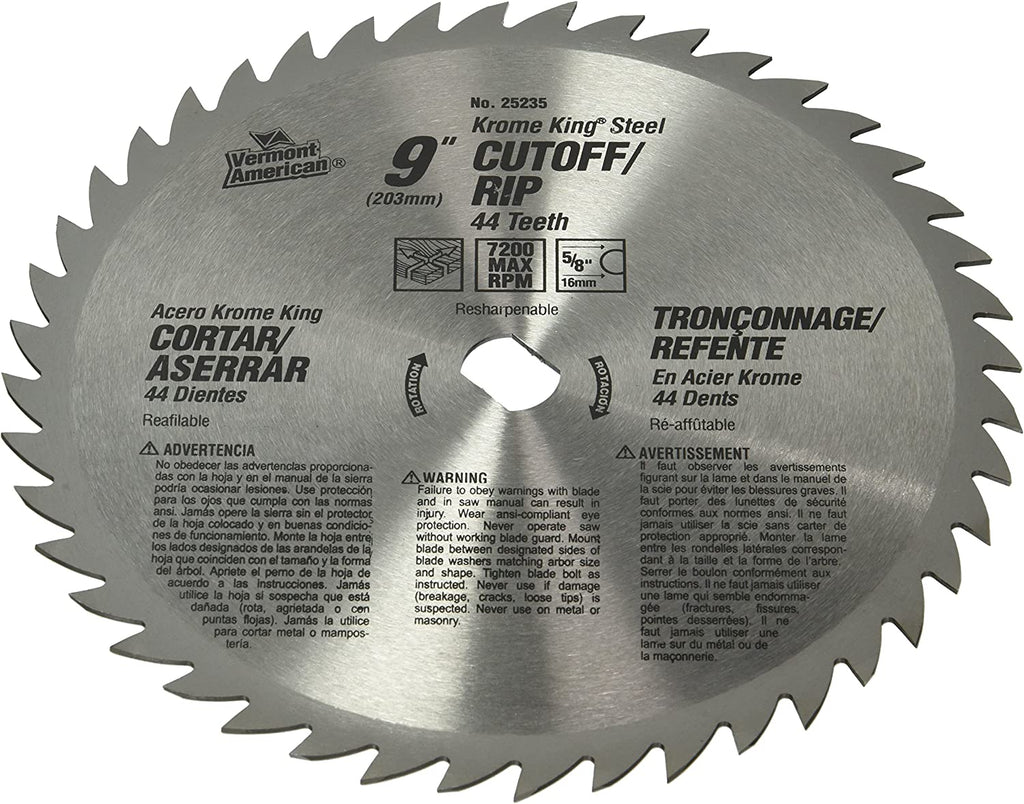 No. 25235
Krome King® Steel
Vermont
American®
9"
(203mm)
CUTOFF/
RIP
44 Teeth
7200
MAX
RPM
5/8"
16mm
Resharpenable
Acero Krome King
CORTAR/
ASERRAR
44 Dientes
Reafilable
ROTATION
ROTACIÓN
TRONÇONNAGE/
REFENTE
En Acier Krome
44 Dents
Ré-affûtable
ADVERTENCIA
No obedecer las advertencias proporciona-
das con la hoja y en el manual de la sierra
podría ocasionar lesiones. Use protección
para los ojos que cumpla con las normas
ansi. Jamás opere la sierra sin el protector
de la hoja colocado y en buenas condicio-
nes de funcionamiento. Monte la hoja entre
los lados designados de las arandelas de la
hoja que coinciden con el tamaño y la forma
del árbol. Apriete el perno de la hoja de
acuerdo a las instrucciones. Jamás
utilice la hoja si sospecha que está
dañada (rota, agrietada o con
puntas flojas). Jamás la utilice
para cortar metal o mampos-
tería.
WARNING
Failure to obey warnings with blade
and in saw manual can result in
injury. Wear ansi-compliant eye
protection. Never operate saw
without working blade guard. Mount
blade between designated sides of
blade washers matching arbor size
and shape. Tighten blade bolt as
instructed. Never use if damage
(breakage, cracks, loose tips) is
suspected. Never use on metal or
masonry.
AVERTISSEMENT
Il faut observer les avertissements
figurant sur la lame et dans le manuel de
la scie pour éviter les blessures graves. Il
faut porter des lunettes de sécurité
conformes aux normes ansi. Il ne faut
jamais utiliser la scie sans carter de
protection approprié. Monter la lame
entre les rondelles latérales correspon-
dant à la taille et la forme de l'arbre.
Serrer le boulon conformément aux
instructions. Il ne faut jamais utiliser
une lame qui semble endomma-
gée (fractures, fissures,
pointes desserrées). Il ne
faut jamais utiliser une
lame sur du métal ou de
la maçonnerie.